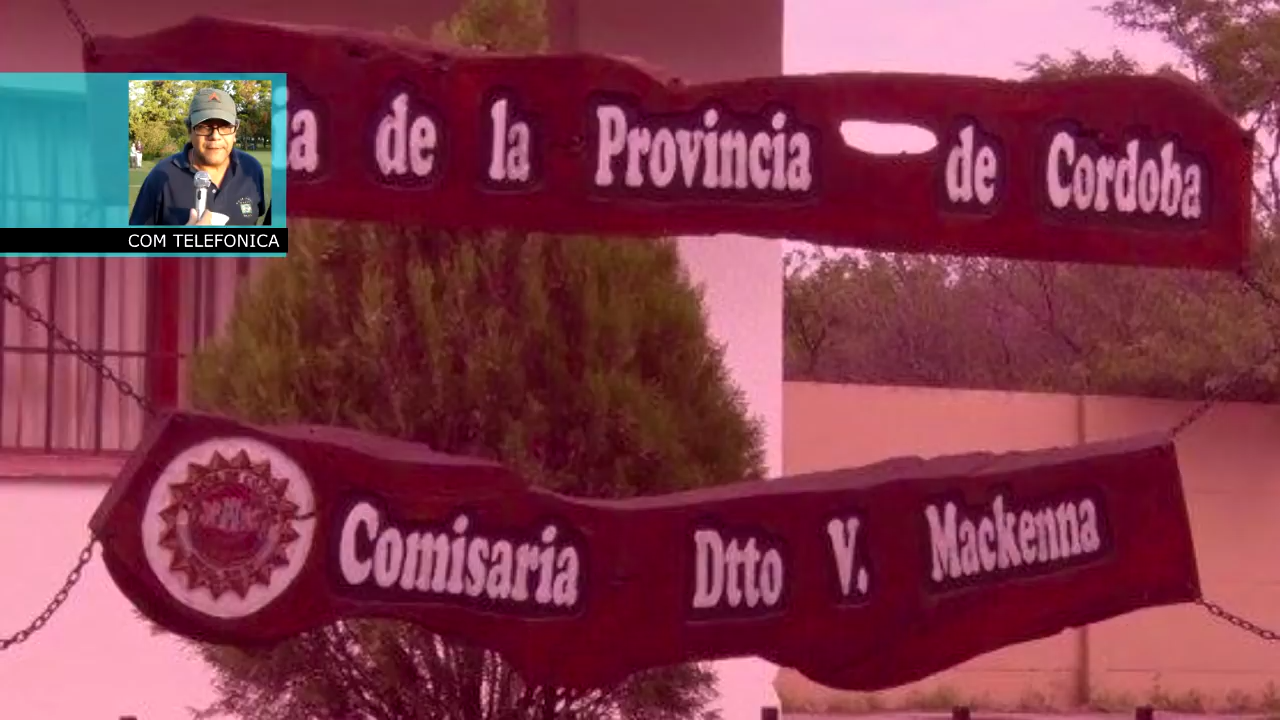 a de la Provincia de Cordoba
COM TELEFONICA
Comisaria Dtto V. Mackenna